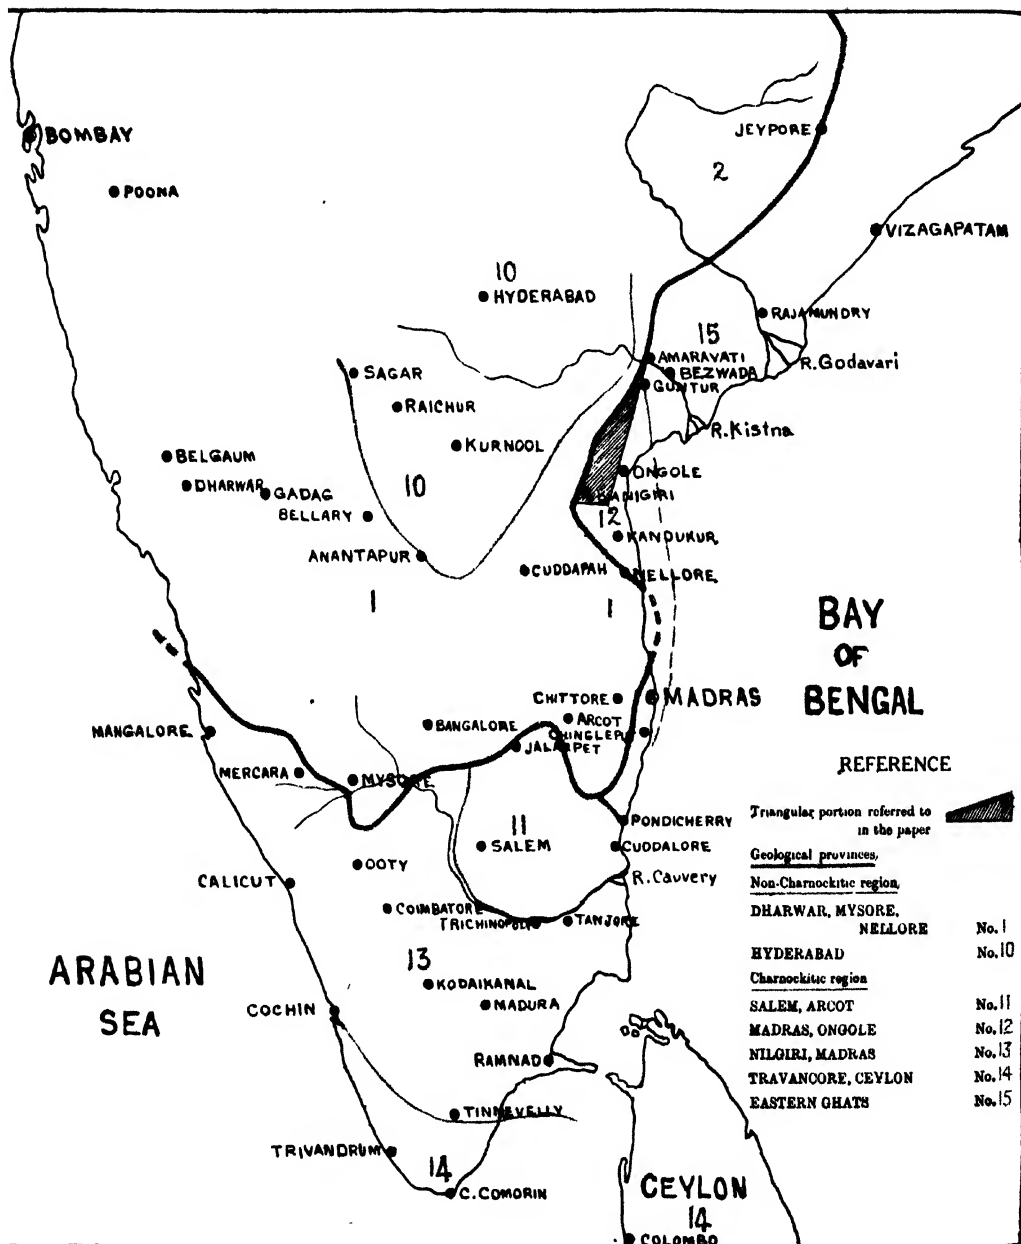 JEYPORE
BOMBAY
2
POONA
VIZAGAPATAM
10
HYDERABAD
RAJAMUNDRY
15
AMARAVATI
R.Godavari
SAGAR
BEZWADA
GUNTUR
RAICHUR
R.Kistna
KURNOOL
BELGAUM
ONGOLE
DHARWAR
GADAG
10
BELLARY
12
KANDUKUR
ANANTAPUR
CUDDAPAH
NELLORE
1
1
BAY
OF
BENGAL
CHITTORE
MADRAS
ARCOT
BANGALORE
MANGALORE
JALARPET
MERCARA
MYSORE
REFERENCE
Triangular portion referred to
in the paper
PONDICHERRY
11
SALEM
CUDDALORE
Geological provinces,
OOTY
R.Cauvery
CALICUT
Non-Charnockitic region,
COIMBATORE
TRICHINOPOLY
TANJORE
DHARWAR, MYSORE,
NELLORE No. 1
HYDERABAD No. 10
13
ARABIAN
SEA
KODAIKANAL
Charnockitic region
MADURA
COCHIN
SALEM, ARCOT No. 11
MADRAS, ONGOLE No. 12
NILGIRI, MADRAS No. 13
RAMNAD
TRAVANCORE, CEYLON No. 14
EASTERN GHATS No. 15
TINNEVELLY
TRIVANDRUM
14
C. COMORIN
CEYLON
14
COLOMBO